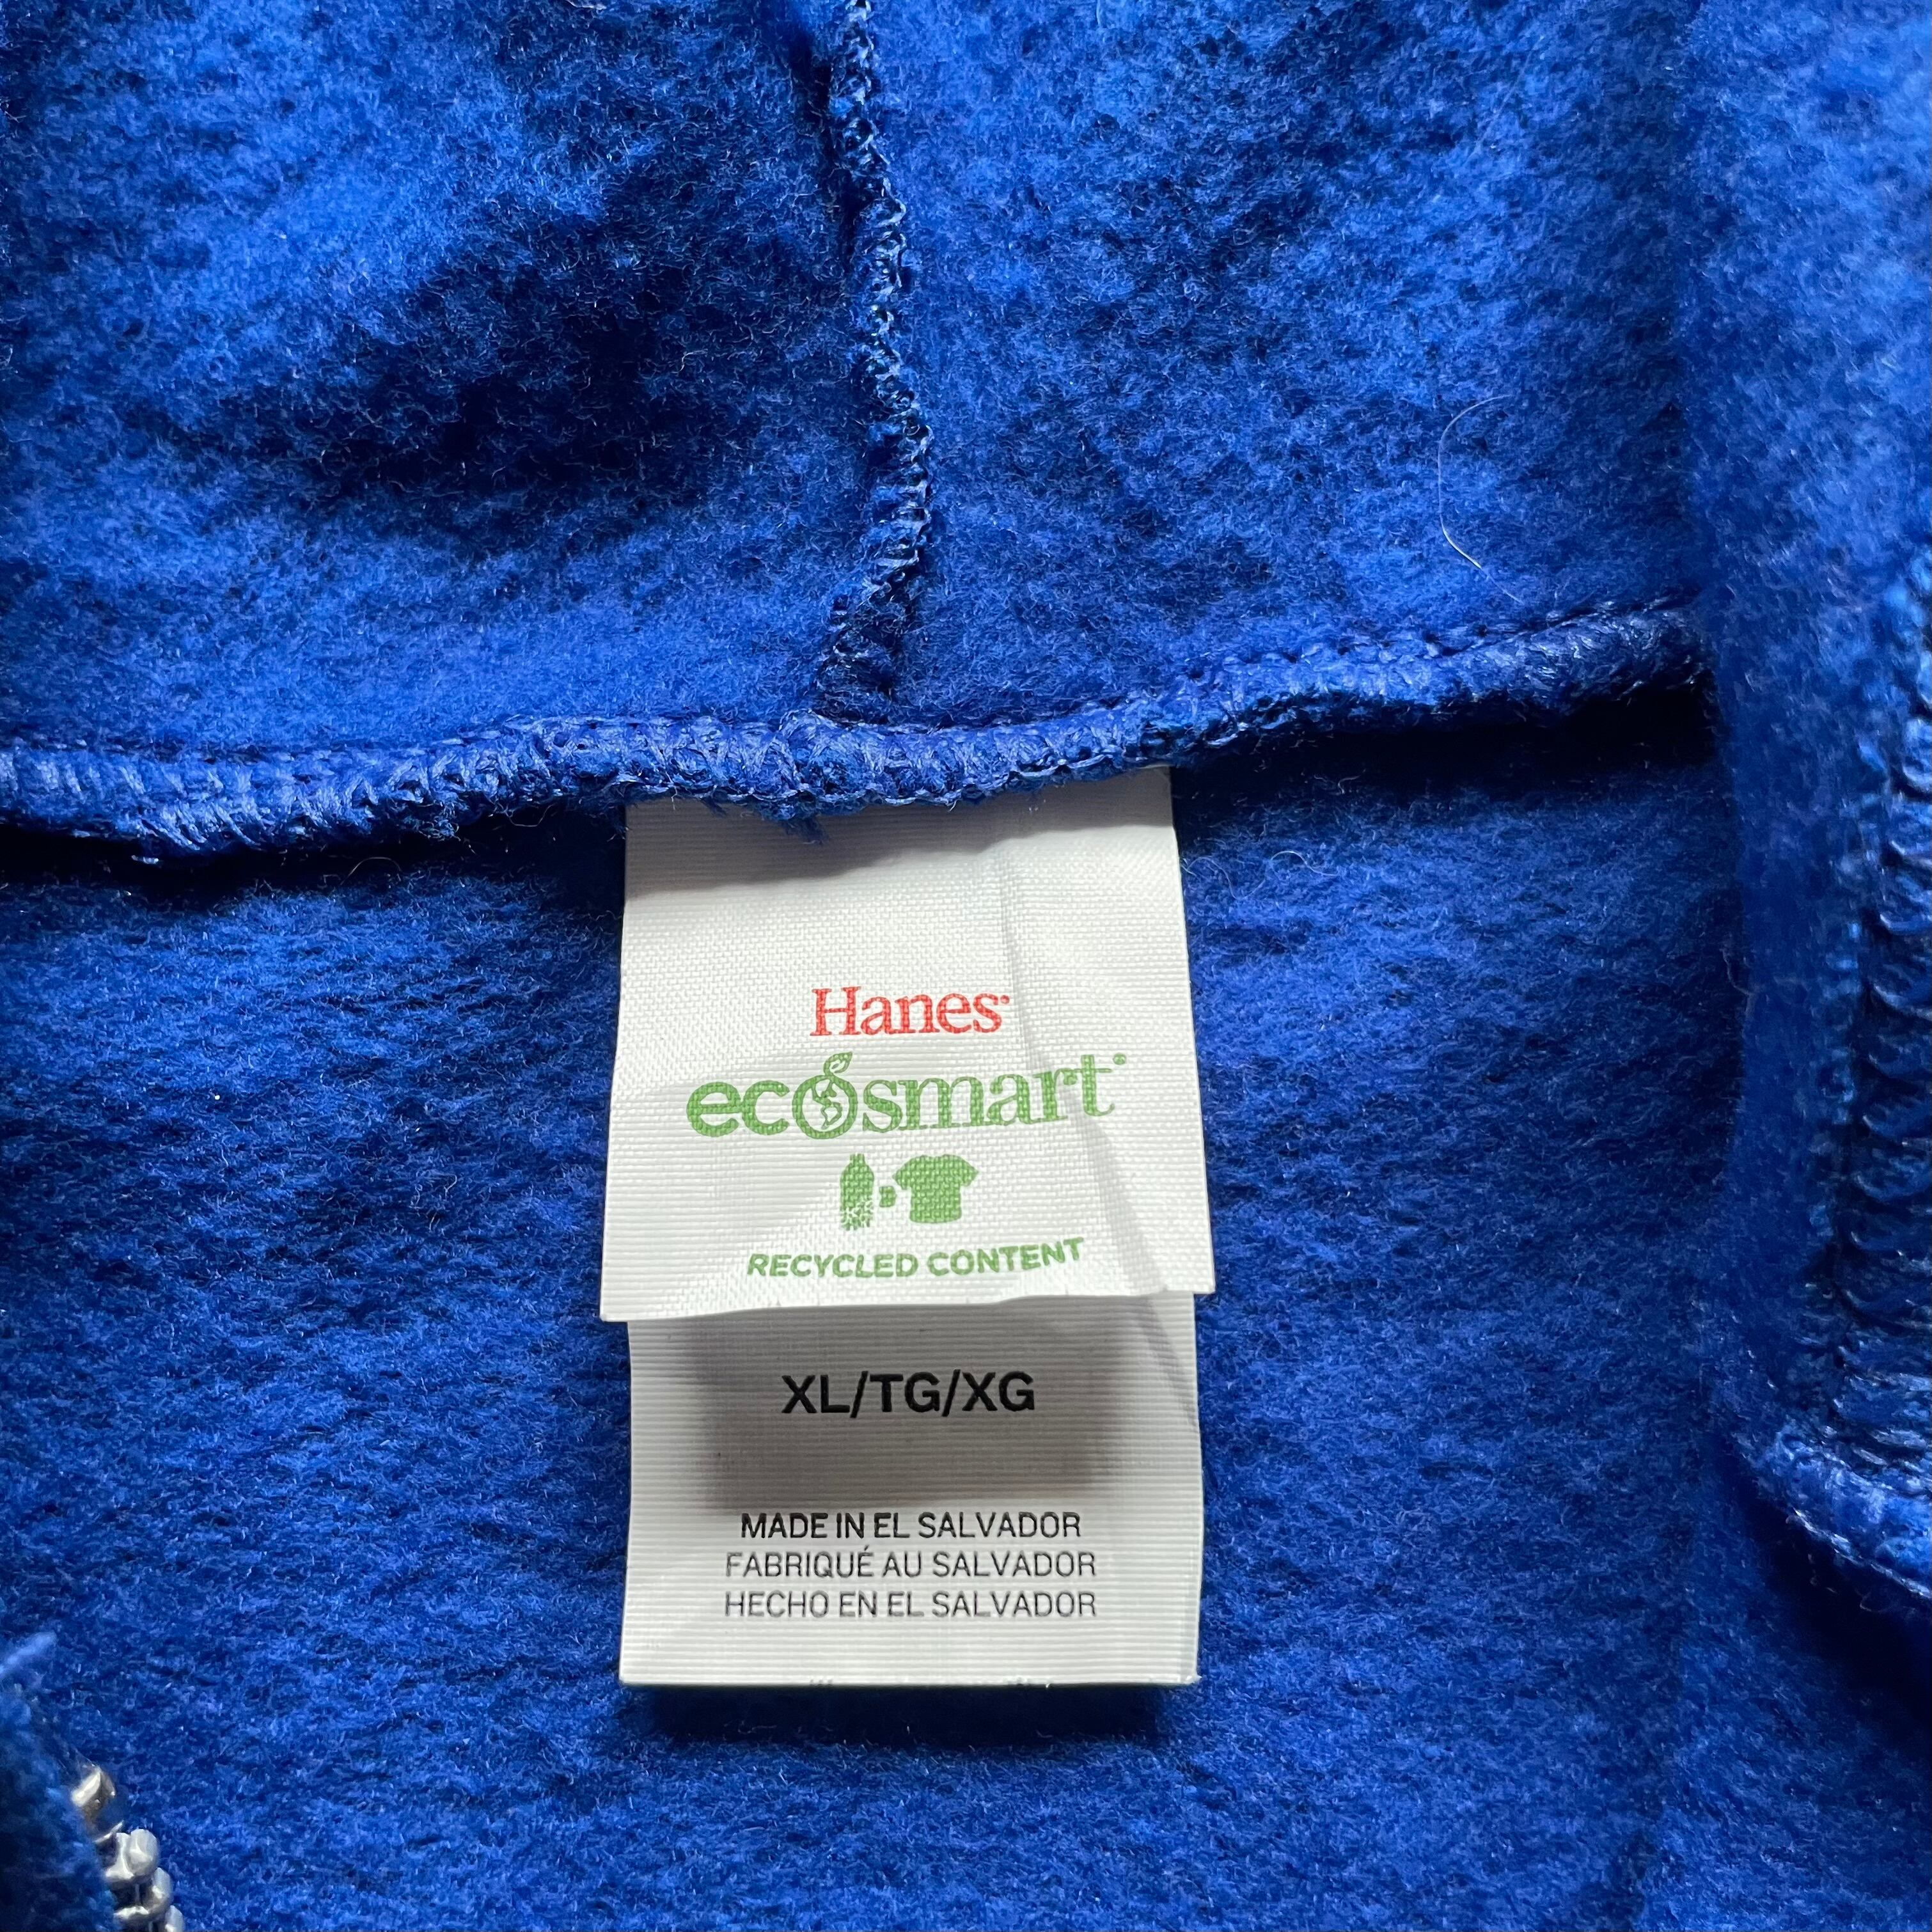 Hanes
ecosmart
RECYCLED CONTENT
XL/TG/XG
MADE IN EL SALVADOR
FABRIQUÉ AU SALVADOR
HECHO EN EL SALVADOR